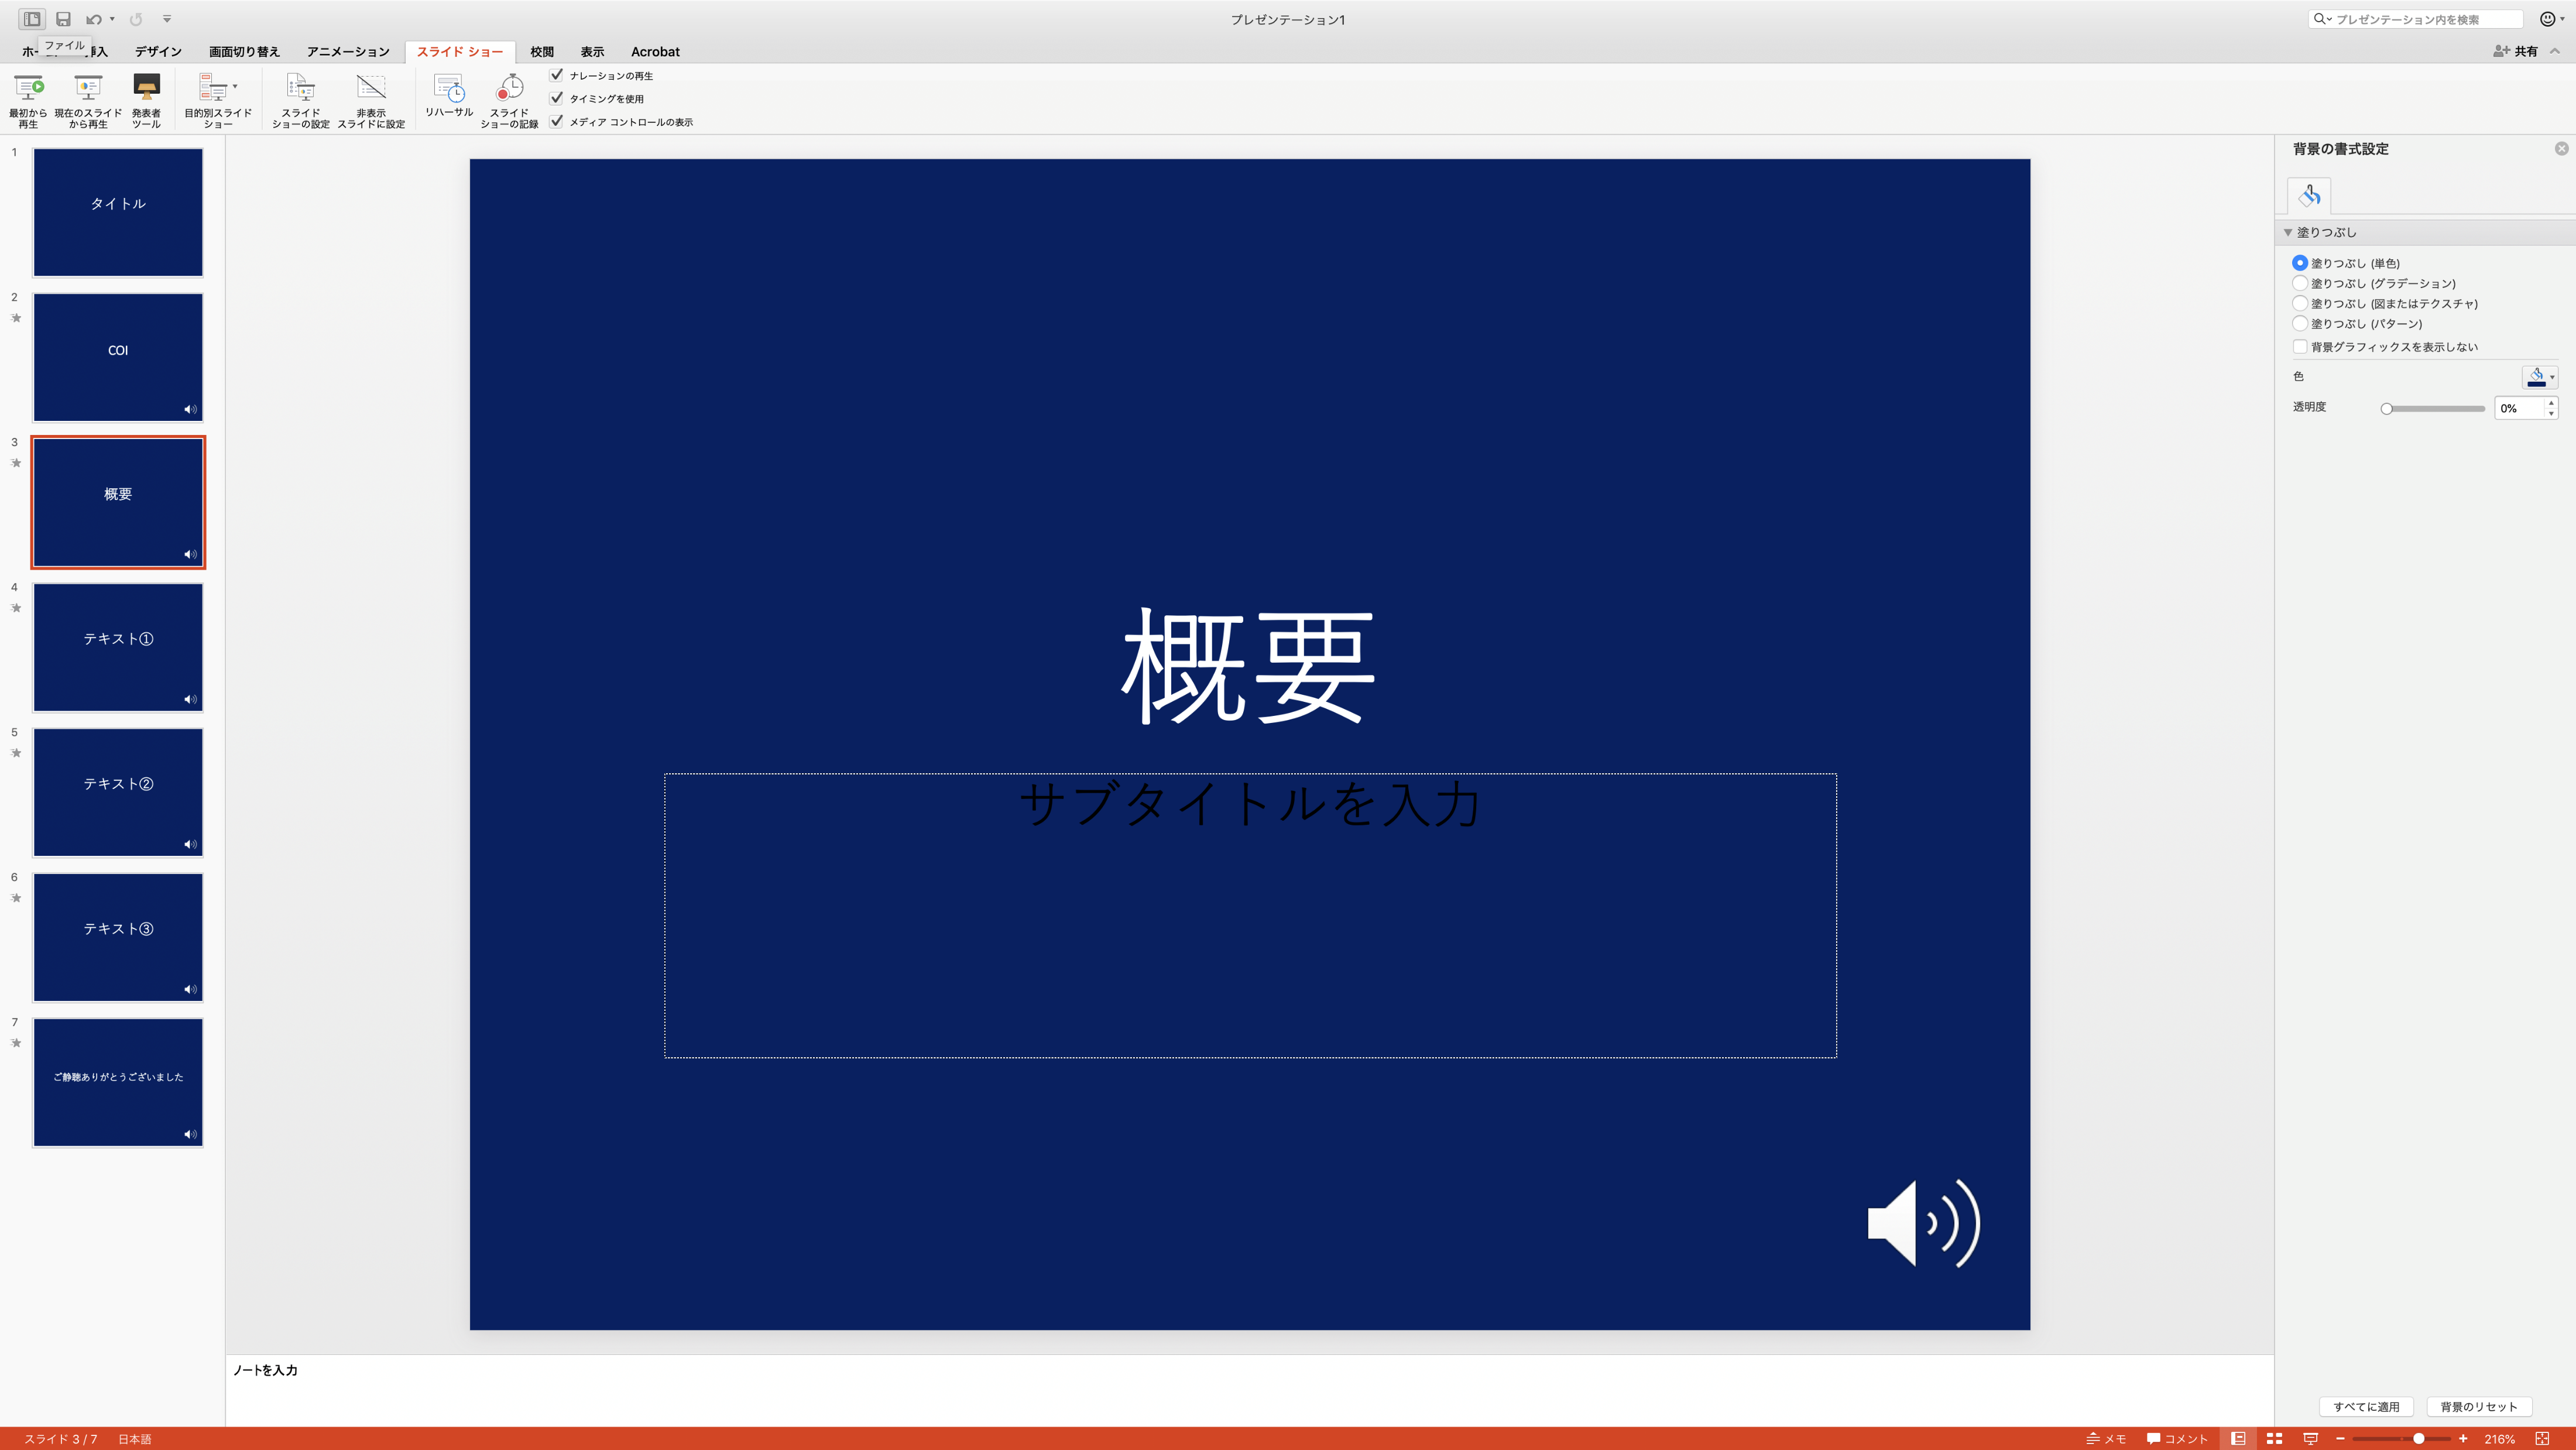 プレゼンテーション1
プレゼンテーション内を検索
ファイル
デザイン
画面切り替え
アニメーション
スライド ショー
校閲
表示
Acrobat
共有
最初から
再生
現在のスライド
から再生
発表者
ツール
目的別スライド
ショー
スライド
ショーの設定
非表示
スライドに設定
リハーサル
スライド
ショーの記録
ナレーションの再生
タイミングを使用
メディア コントロールの表示
1
タイトル
2
COI
3
概要
4
テキスト①
5
テキスト②
6
テキスト③
7
ご静聴ありがとうございました
概要
サブタイトルを入力
ノートを入力
背景の書式設定
塗りつぶし
塗りつぶし (単色)
塗りつぶし (グラデーション)
塗りつぶし (図またはテクスチャ)
塗りつぶし (パターン)
背景グラフィックスを表示しない
色
透明度
0%
すべてに適用
背景のリセット
スライド 3 / 7
日本語
メモ
コメント
216%